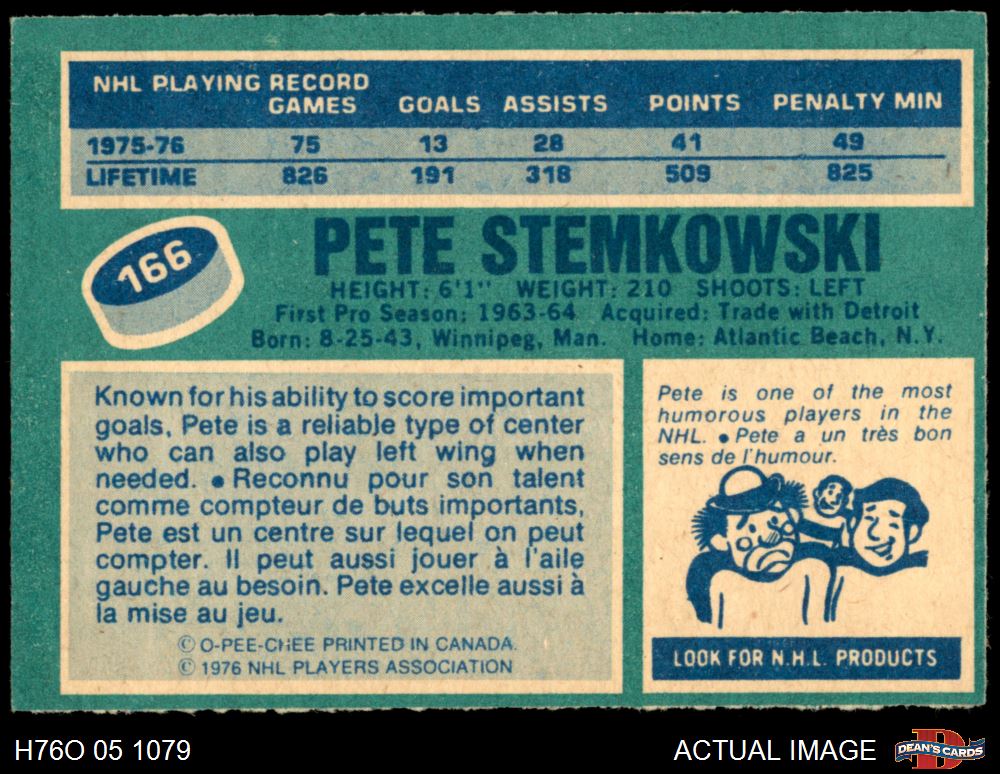 NHL PLAYING RECORD
GAMES GOALS ASSISTS POINTS PENALTY MIN
1975-76 75 13 28 41 49
LIFETIME 826 191 318 509 825
166
PETE STEMKOWSKI
HEIGHT: 6'1" WEIGHT: 210 SHOOTS: LEFT
First Pro Season: 1963-64 Acquired: Trade with Detroit
Born: 8-25-43, Winnipeg, Man. Home: Atlantic Beach, N.Y.
Known for his ability to score important
goals, Pete is a reliable type of center
who can also play left wing when
needed. ● Reconnu pour son talent
comme compteur de buts importants,
Pete est un centre sur lequel on peut
compter. Il peut aussi jouer à l'aile
gauche au besoin. Pete excelle aussi à
la mise au jeu.
© O-PEE-CHEE PRINTED IN CANADA.
© 1976 NHL PLAYERS ASSOCIATION
Pete is one of the most
humorous players in the
NHL. ● Pete a un très bon
sens de l'humour.
LOOK FOR N.H.L. PRODUCTS
H76O 05 1079
ACTUAL IMAGE
D
DEAN'S CARDS